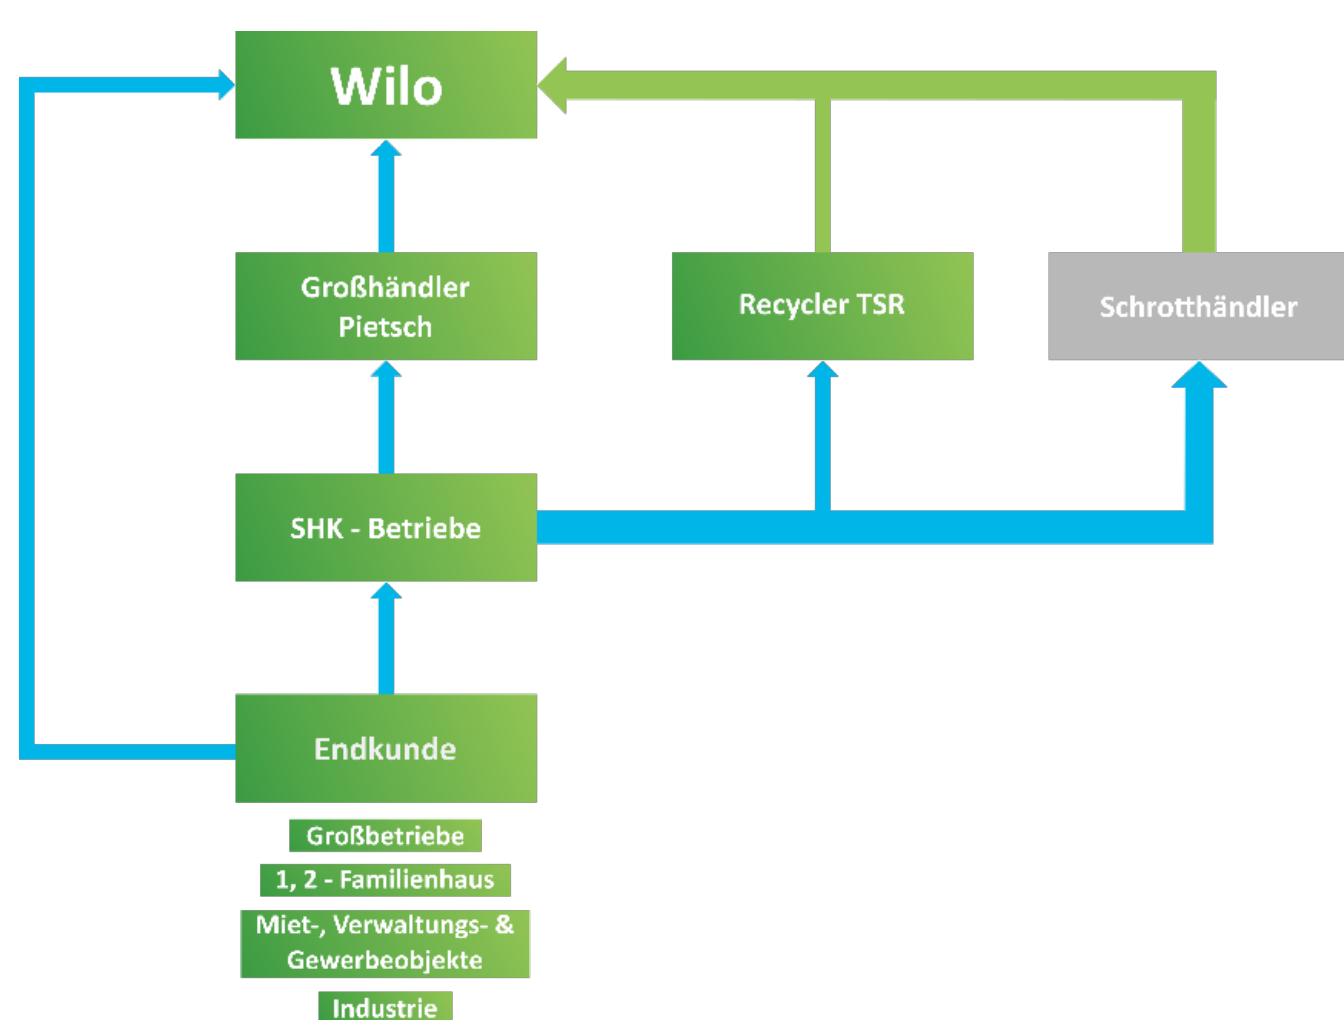 Wilo
Großhändler
Pietsch
Recycler TSR
Schrotthändler
SHK - Betriebe
Endkunde
Großbetriebe
1, 2 - Familienhaus
Miet-, Verwaltungs- &
Gewerbeobjekte
Industrie